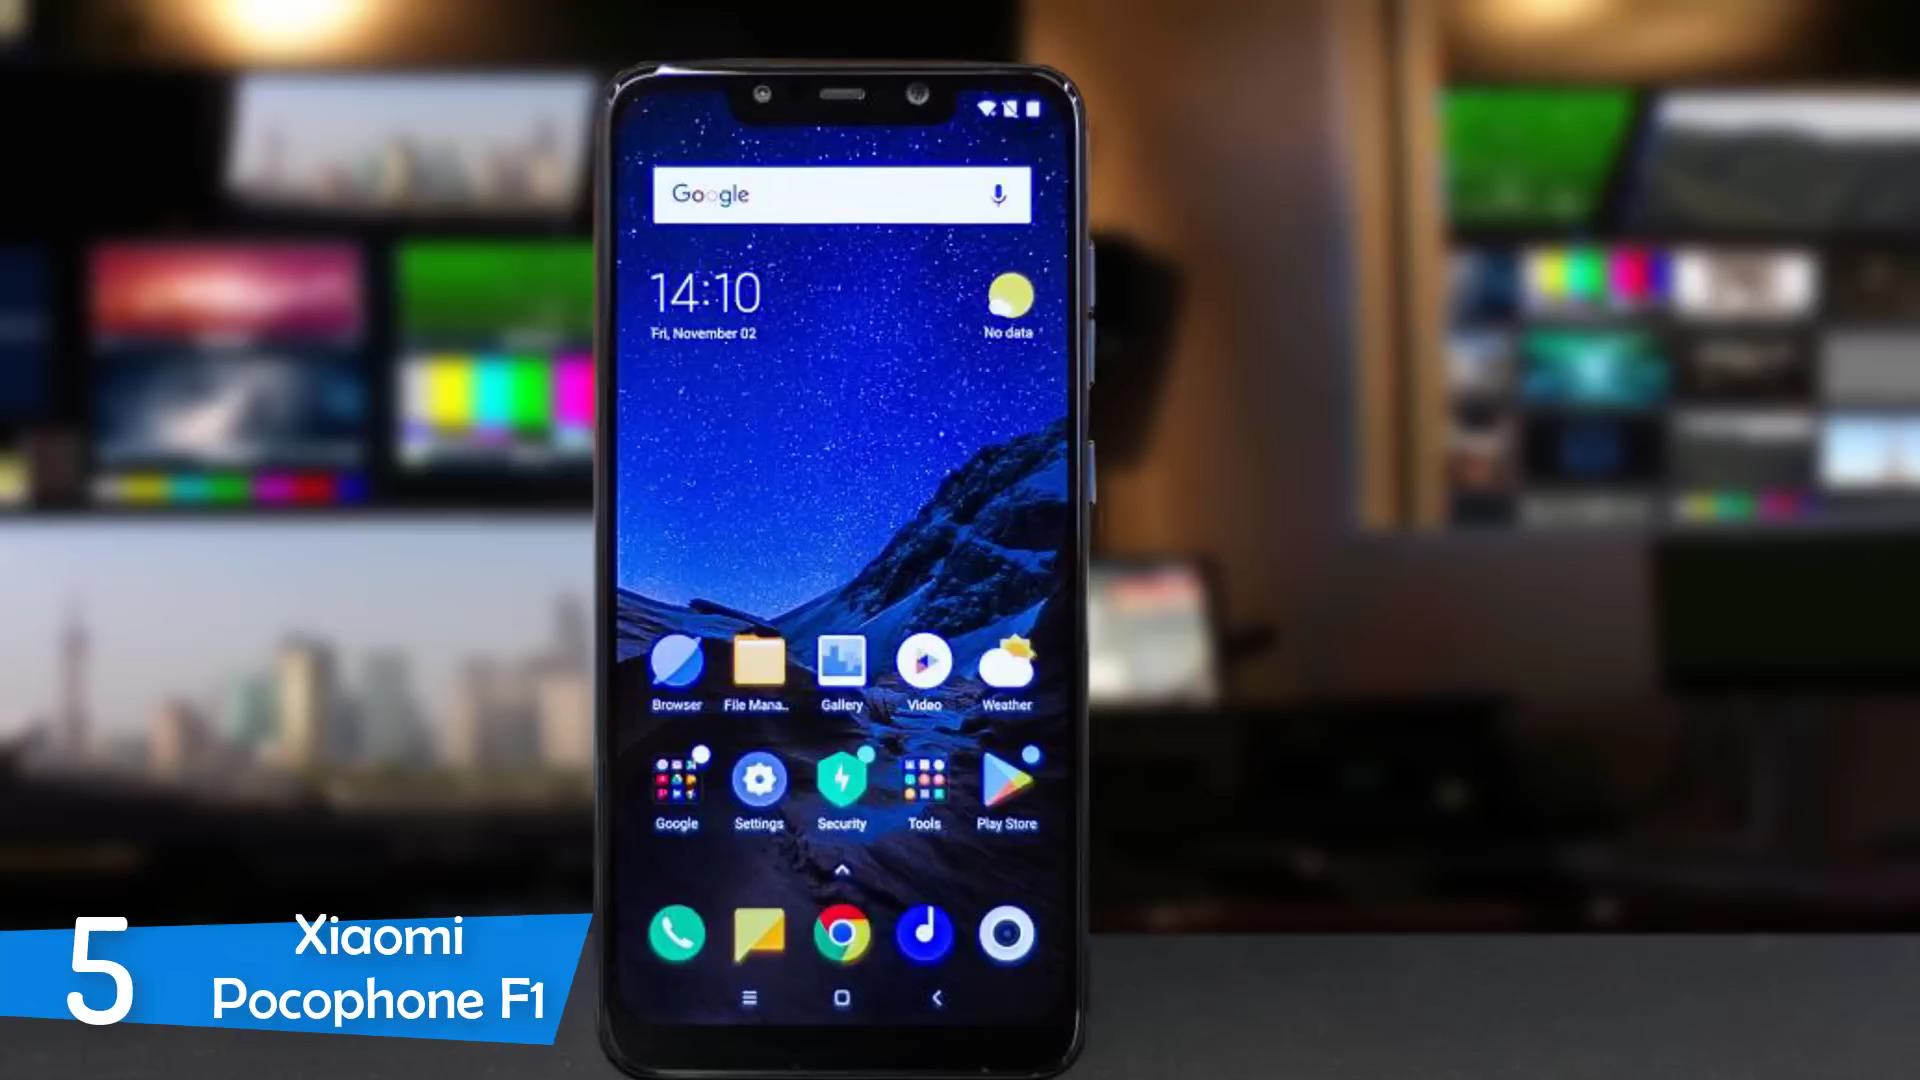 Google
14:10
Fri, November 02
No data
Browser
File Mana..
Gallery
Video
Weather
Google
Settings
Security
Tools
Play Store
5
Xiaomi
Pocophone F1